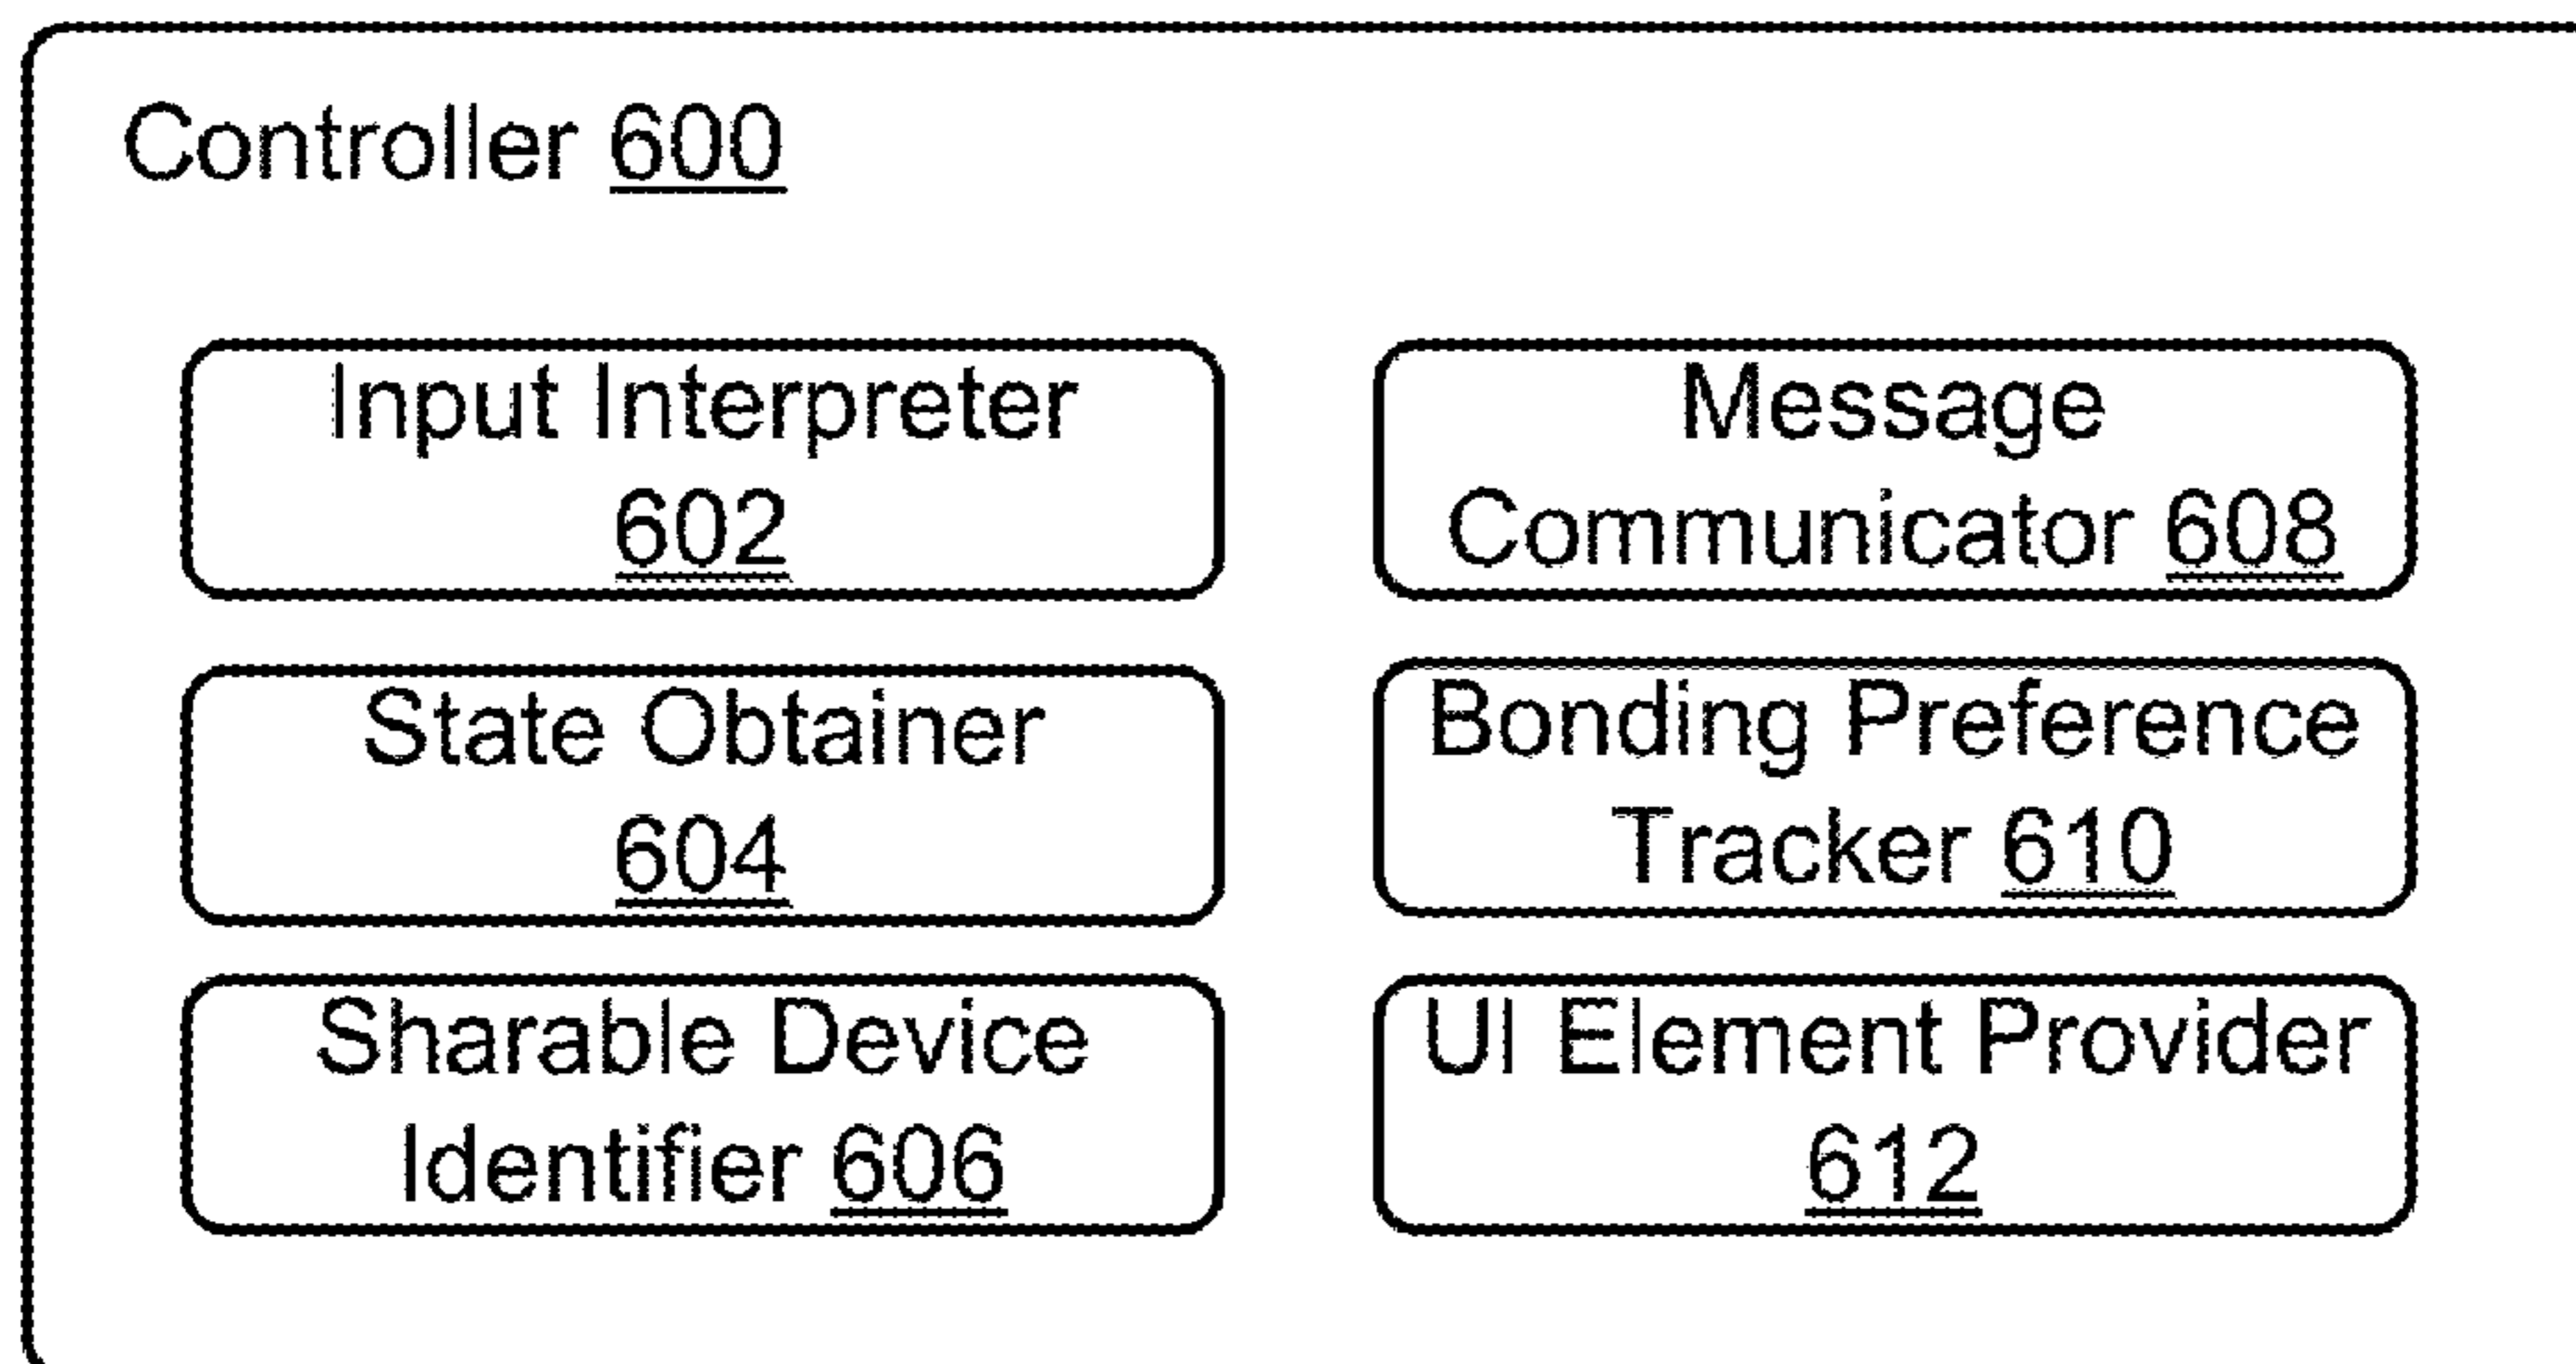 Controller 600
Input Interpreter
602
Message
Communicator 608
State Obtainer
604
Bonding Preference
Tracker 610
Sharable Device
Identifier 606
UI Element Provider
612